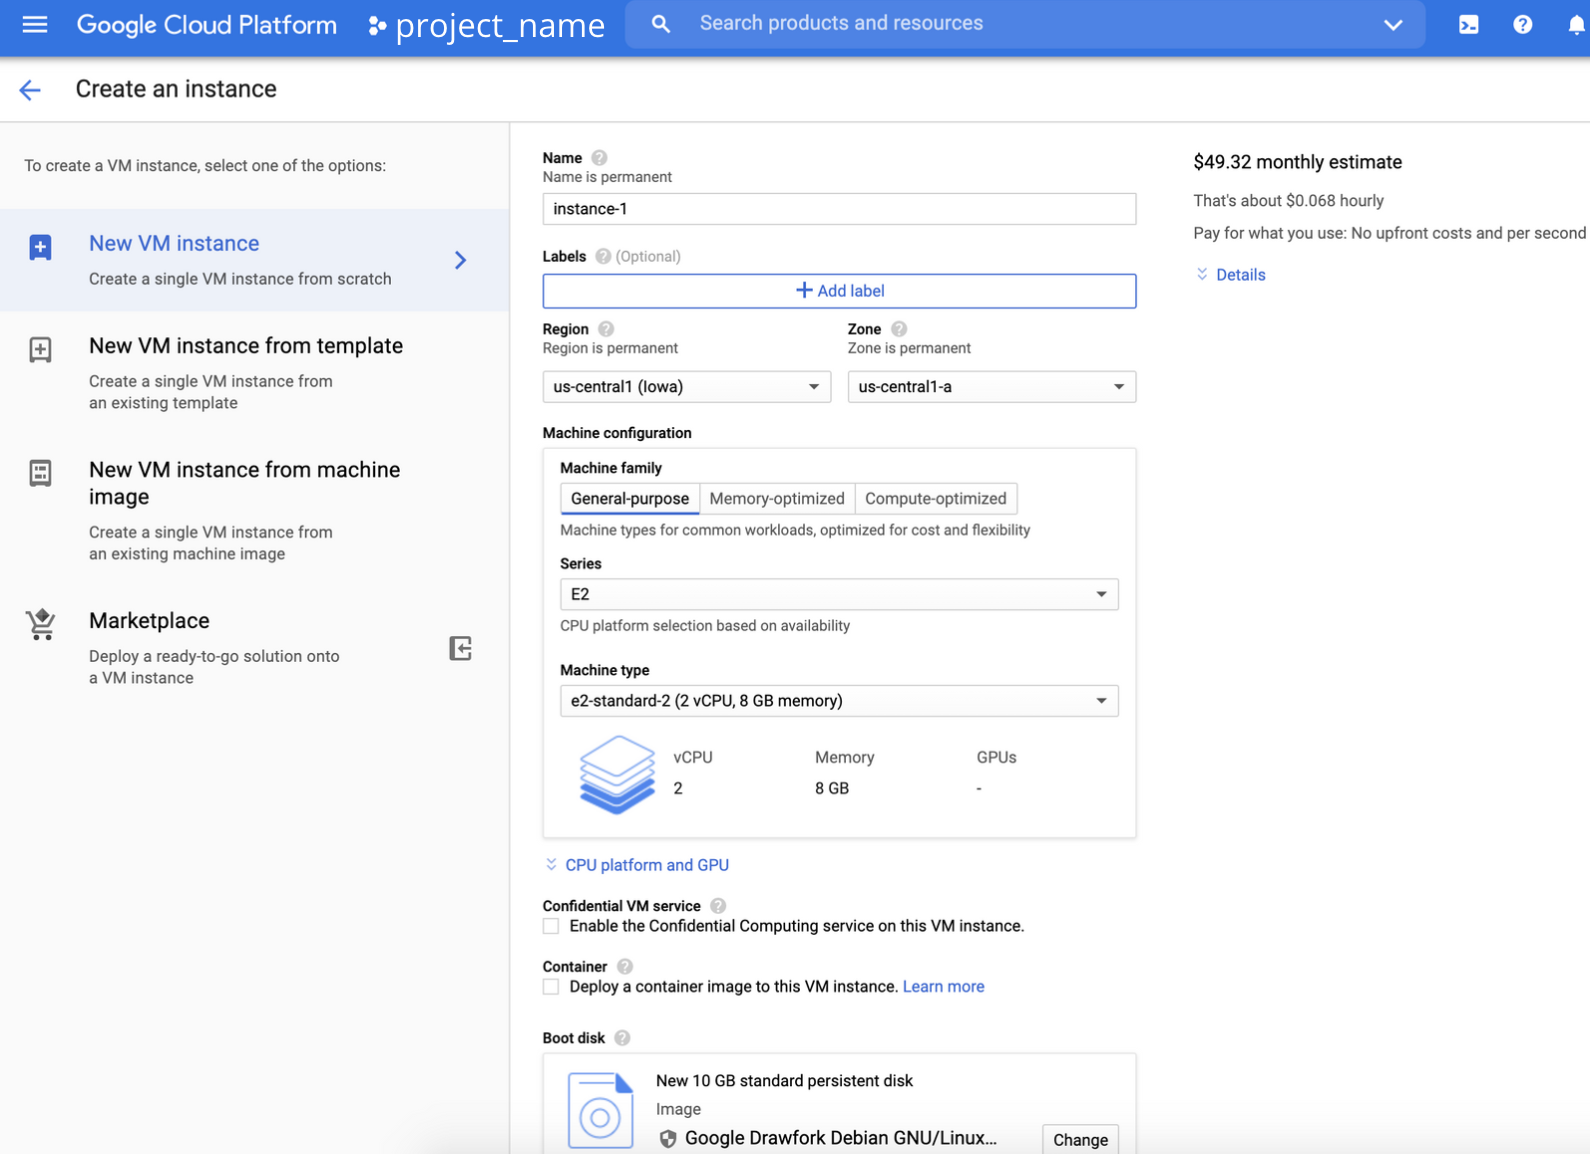 Google Cloud Platform
project_name
Search products and resources
Create an instance
To create a VM instance, select one of the options:
New VM instance
Create a single VM instance from scratch
New VM instance from template
Create a single VM instance from
an existing template
New VM instance from machine
image
Create a single VM instance from
an existing machine image
Marketplace
Deploy a ready-to-go solution onto
a VM instance
Name
Name is permanent
instance-1
Labels (Optional)
Add label
Region
Region is permanent
us-central1 (Iowa)
Zone
Zone is permanent
us-central1-a
Machine configuration
Machine family
General-purpose
Memory-optimized
Compute-optimized
Machine types for common workloads, optimized for cost and flexibility
Series
E2
CPU platform selection based on availability
Machine type
e2-standard-2 (2 vCPU, 8 GB memory)
vCPU Memory GPUs
2 8 GB -
CPU platform and GPU
Confidential VM service
Enable the Confidential Computing service on this VM instance.
Container
Deploy a container image to this VM instance. Learn more
Boot disk
New 10 GB standard persistent disk
Image
Google Drawfork Debian GNU/Linux...
Change
$49.32 monthly estimate
That's about $0.068 hourly
Pay for what you use: No upfront costs and per second
Details